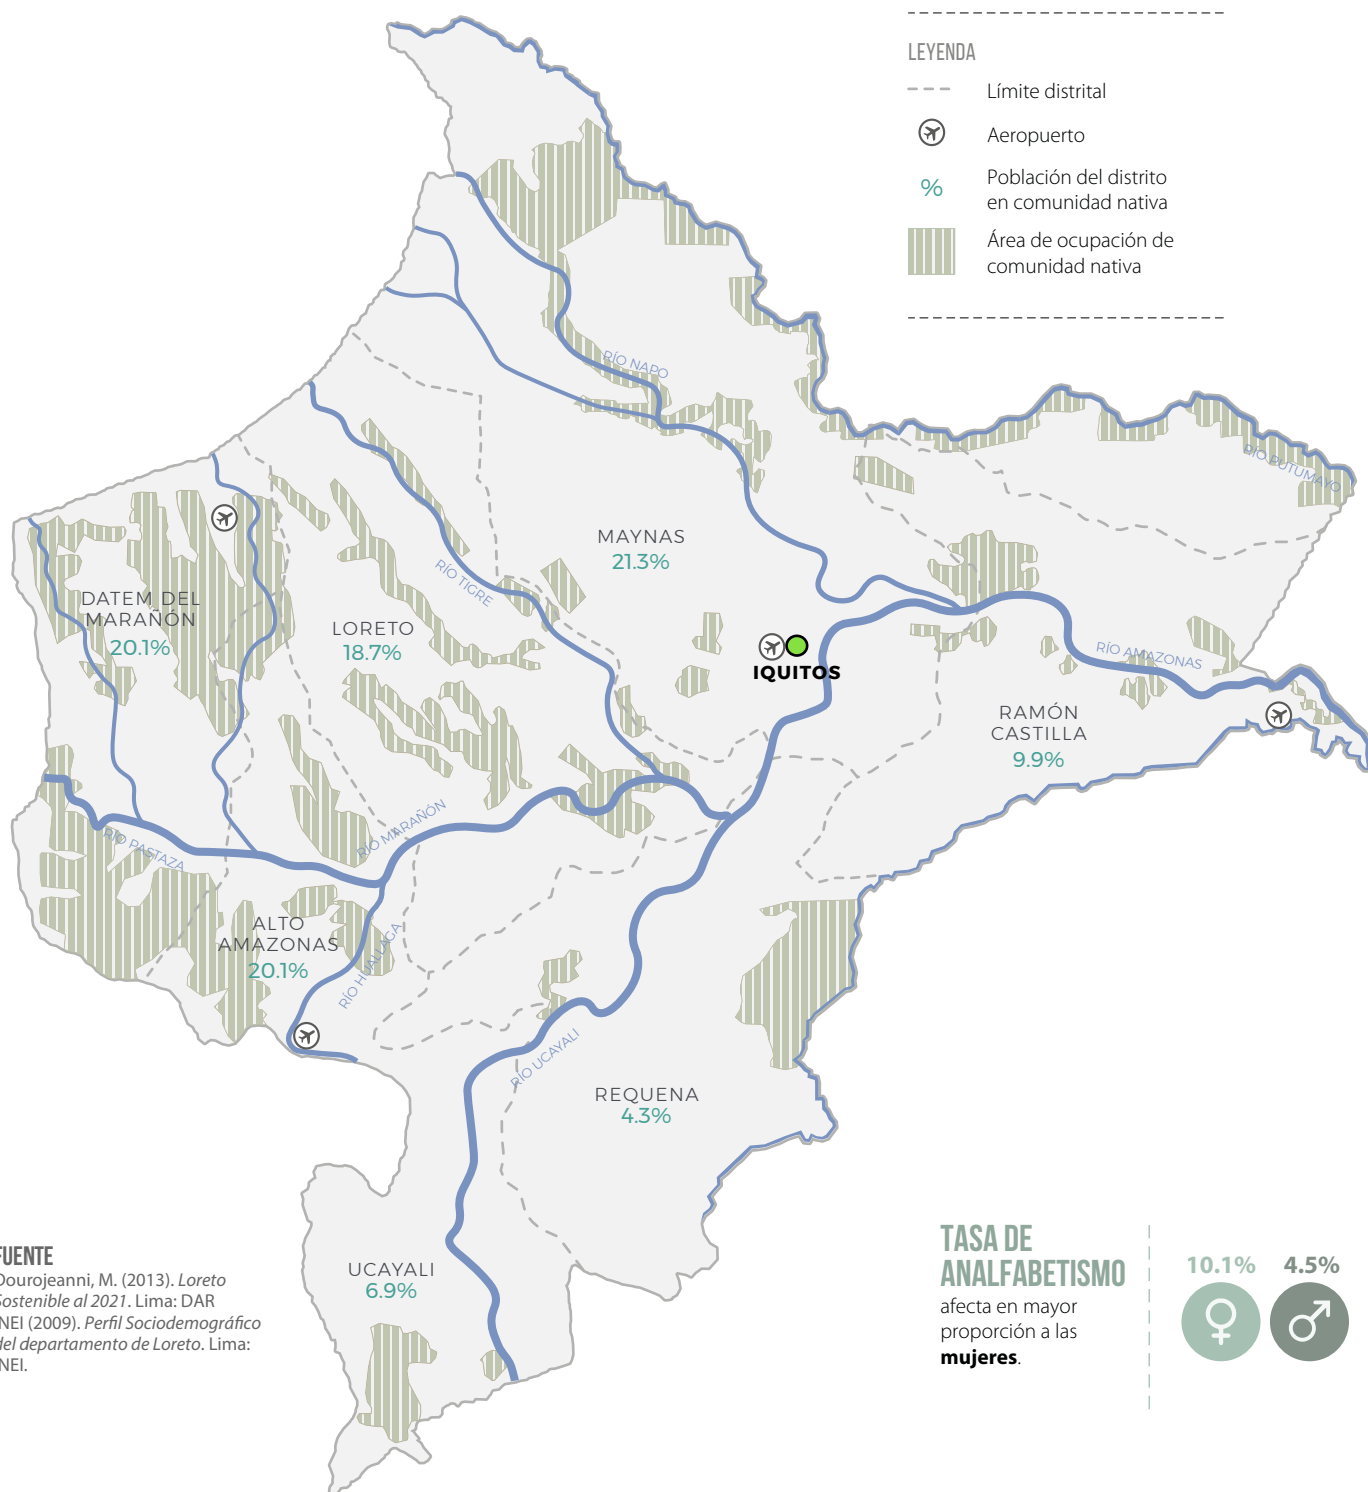 LEYENDA
Límite distrital
Aeropuerto
%
Población del distrito
en comunidad nativa
Área de ocupación de
comunidad nativa
RÍO NAPO
RÍO PUTUMAYO
MAYNAS
21.3%
RÍO TIGRE
DATEM DEL
MARAÑÓN
20.1%
LORETO
18.7%
IQUITOS
RÍO AMAZONAS
RAMÓN
CASTILLA
9.9%
RÍO MARAÑÓN
RÍO PASTAZA
ALTO
AMAZONAS
20.1%
RÍO HUALLAGA
RÍO UCAYALI
REQUENA
4.3%
UCAYALI
6.9%
FUENTE
Dourojeanni, M. (2013). Loreto
Sostenible al 2021. Lima: DAR
INEI (2009). Perfil Sociodemográfico
del departamento de Loreto. Lima:
INEI.
TASA DE
ANALFABETISMO
afecta en mayor
proporción a las
mujeres.
10.1% 4.5%